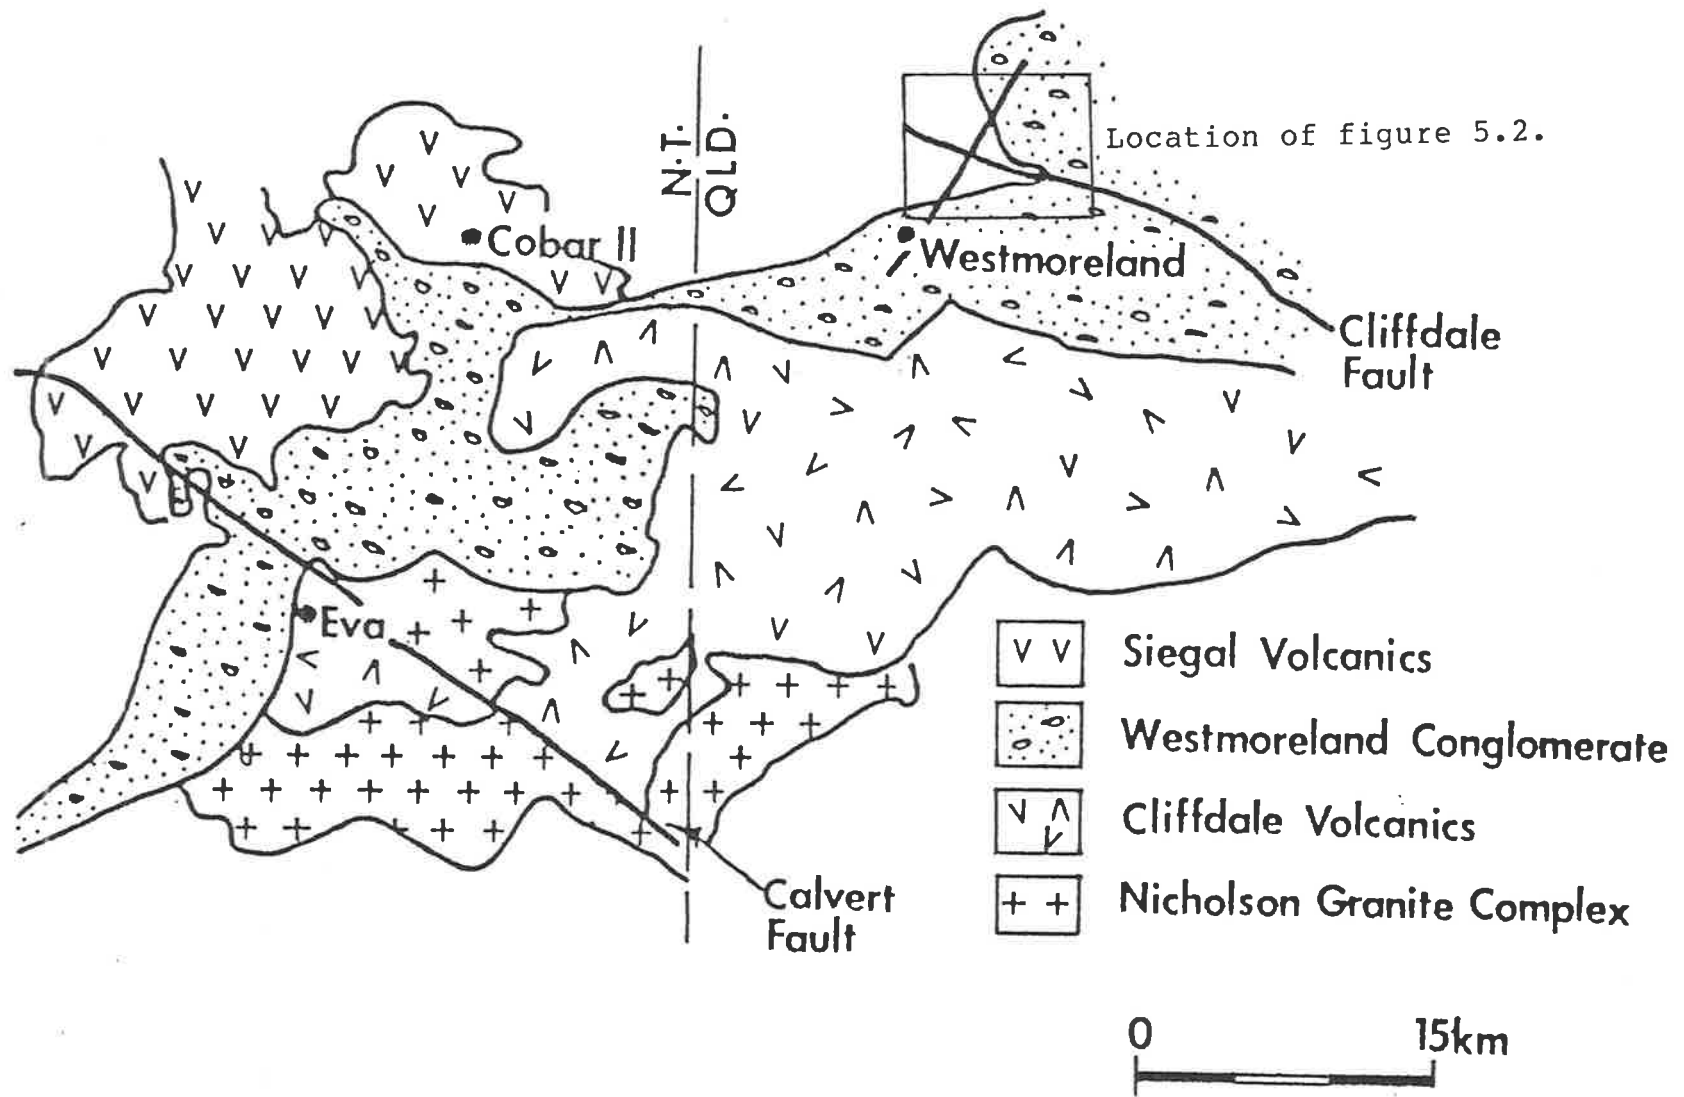 N.T.
QLD.
Location of figure 5.2.
Cobar II
Westmoreland
Cliffdale
Fault
Eva
Siegal Volcanics
Westmoreland Conglomerate
Cliffdale Volcanics
Nicholson Granite Complex
Calvert
Fault
0 15km